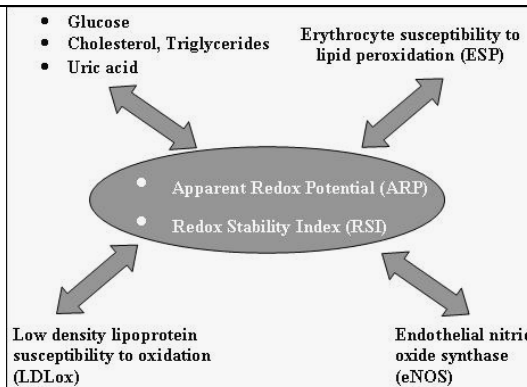 • Glucose
• Cholesterol, Triglycerides
• Uric acid
Erythrocyte susceptibility to
lipid peroxidation (ESP)
• Apparent Redox Potential (ARP)
• Redox Stability Index (RSI)
Low density lipoprotein
susceptibility to oxidation
(LDLox)
Endothelial nitric
oxide synthase
(eNOS)